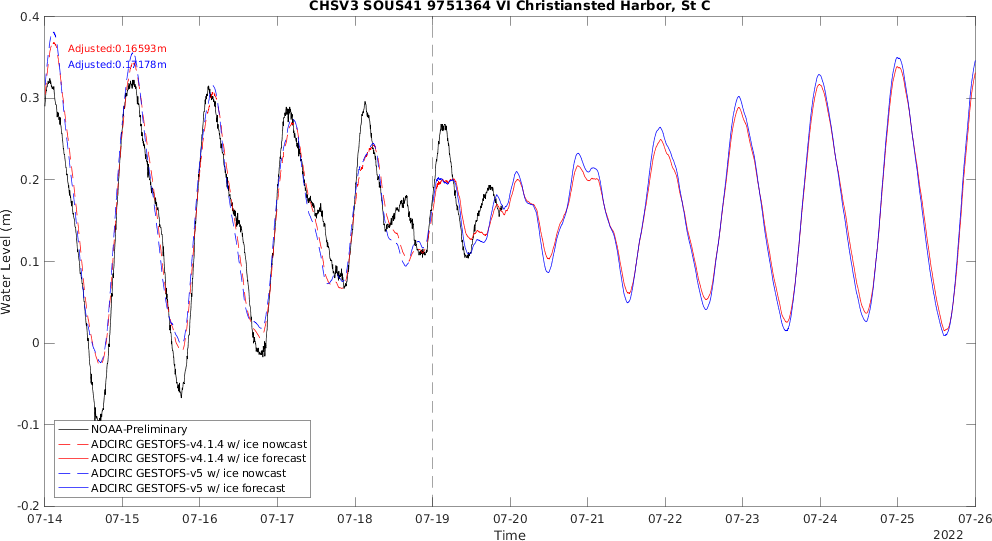 CHSV3 SOUS41 9751364 VI Christiansted Harbor, St C
0.4
0.3
0.2
0.1
0
-0.1
-0.2
Water Level (m)
Adjusted:0.16593m
NOAA-Preliminary
ADCIRC GESTOFS-v4.1.4 w/ ice nowcast
ADCIRC GESTOFS-v4.1.4 w/ ice forecast
ADCIRC GESTOFS-v5 w/ ice nowcast
ADCIRC GESTOFS-v5 w/ ice forecast
07-14 07-15 07-16 07-17 07-18 07-19 07-20 07-21 07-22 07-23 07-24 07-25 07-26
Time
2022